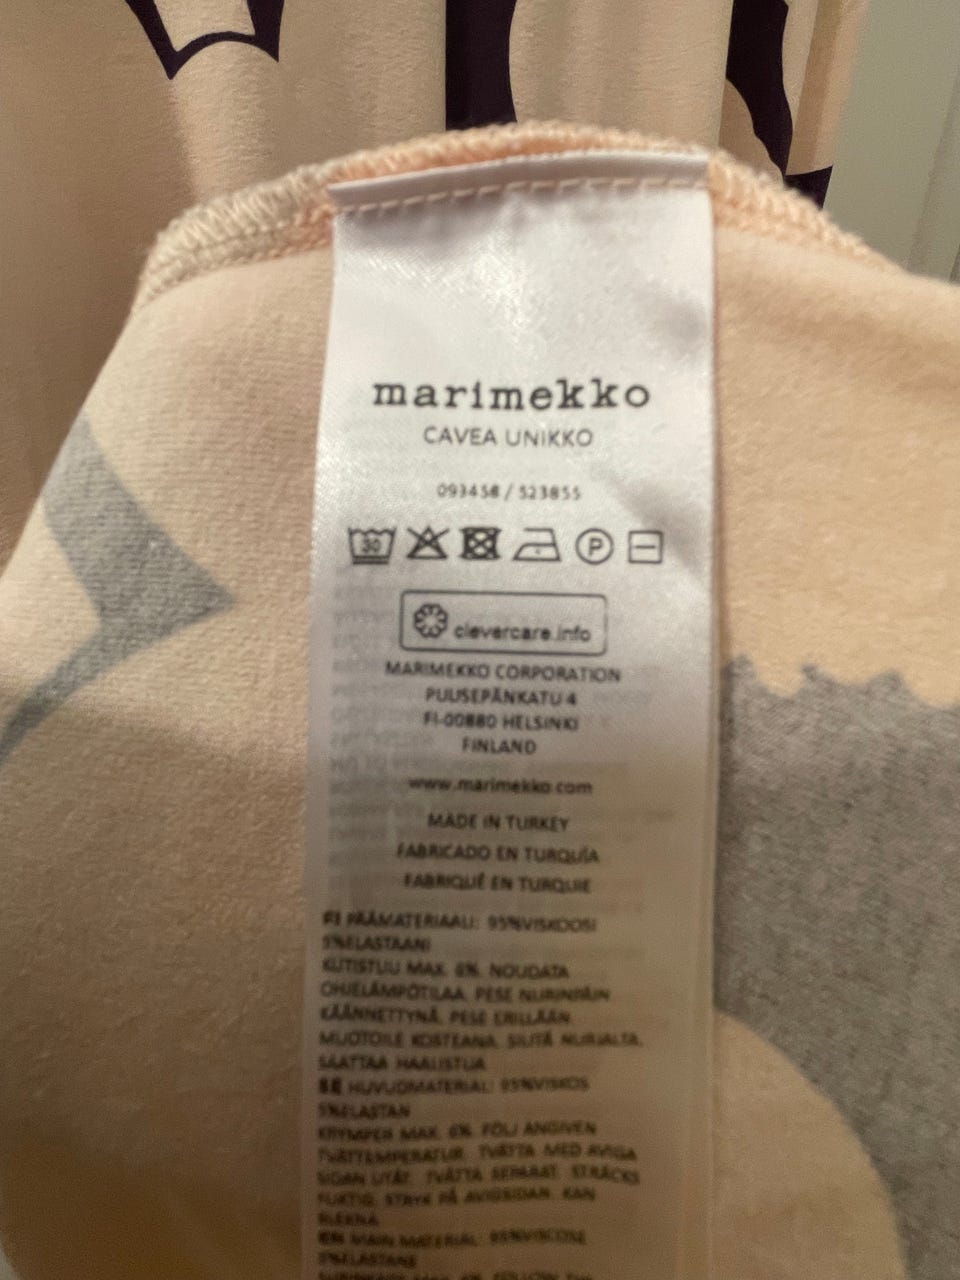 marimekko
CAVEA UNIKKO
093458 / 523855
30
P
clevercare.info
MARIMEKKO CORPORATION
PUUSEPÄNKATU 4
FI-00880 HELSINKI
FINLAND
www.marimekko.com
MADE IN TURKEY
FABRICADO EN TURQUÍA
FABRIQUÉ EN TURQUIE
FI PÄÄMATERIAALI: 95%VISKOOSI
5%ELASTAANI
KUTISTUU MAX. 6%. NOUDATA
OHJELÄMPÖTILAA. PESE NURINPÄIN
KÄÄNNETTYNÄ. PESE ERILLÄÄN.
MUOTOILE KOSTEANA. SILITÄ NURJALTA.
SAATTAA HAALISTUA
SE HUVUDMATERIAL: 95%VISKOS
5%ELASTAN
KRYMPER MAX. 6%. FÖLJ ANGIVEN
TVÄTTEMPERATUR. TVÄTTA MED AVIGA
SIDAN UTÅT. TVÄTTA SEPARAT. STRÄCKS
FUKTIG. STRYK PÅ AVIGSIDAN. KAN
BLEKNA
EN MAIN MATERIAL: 95%VISCOSE
5%ELASTANE